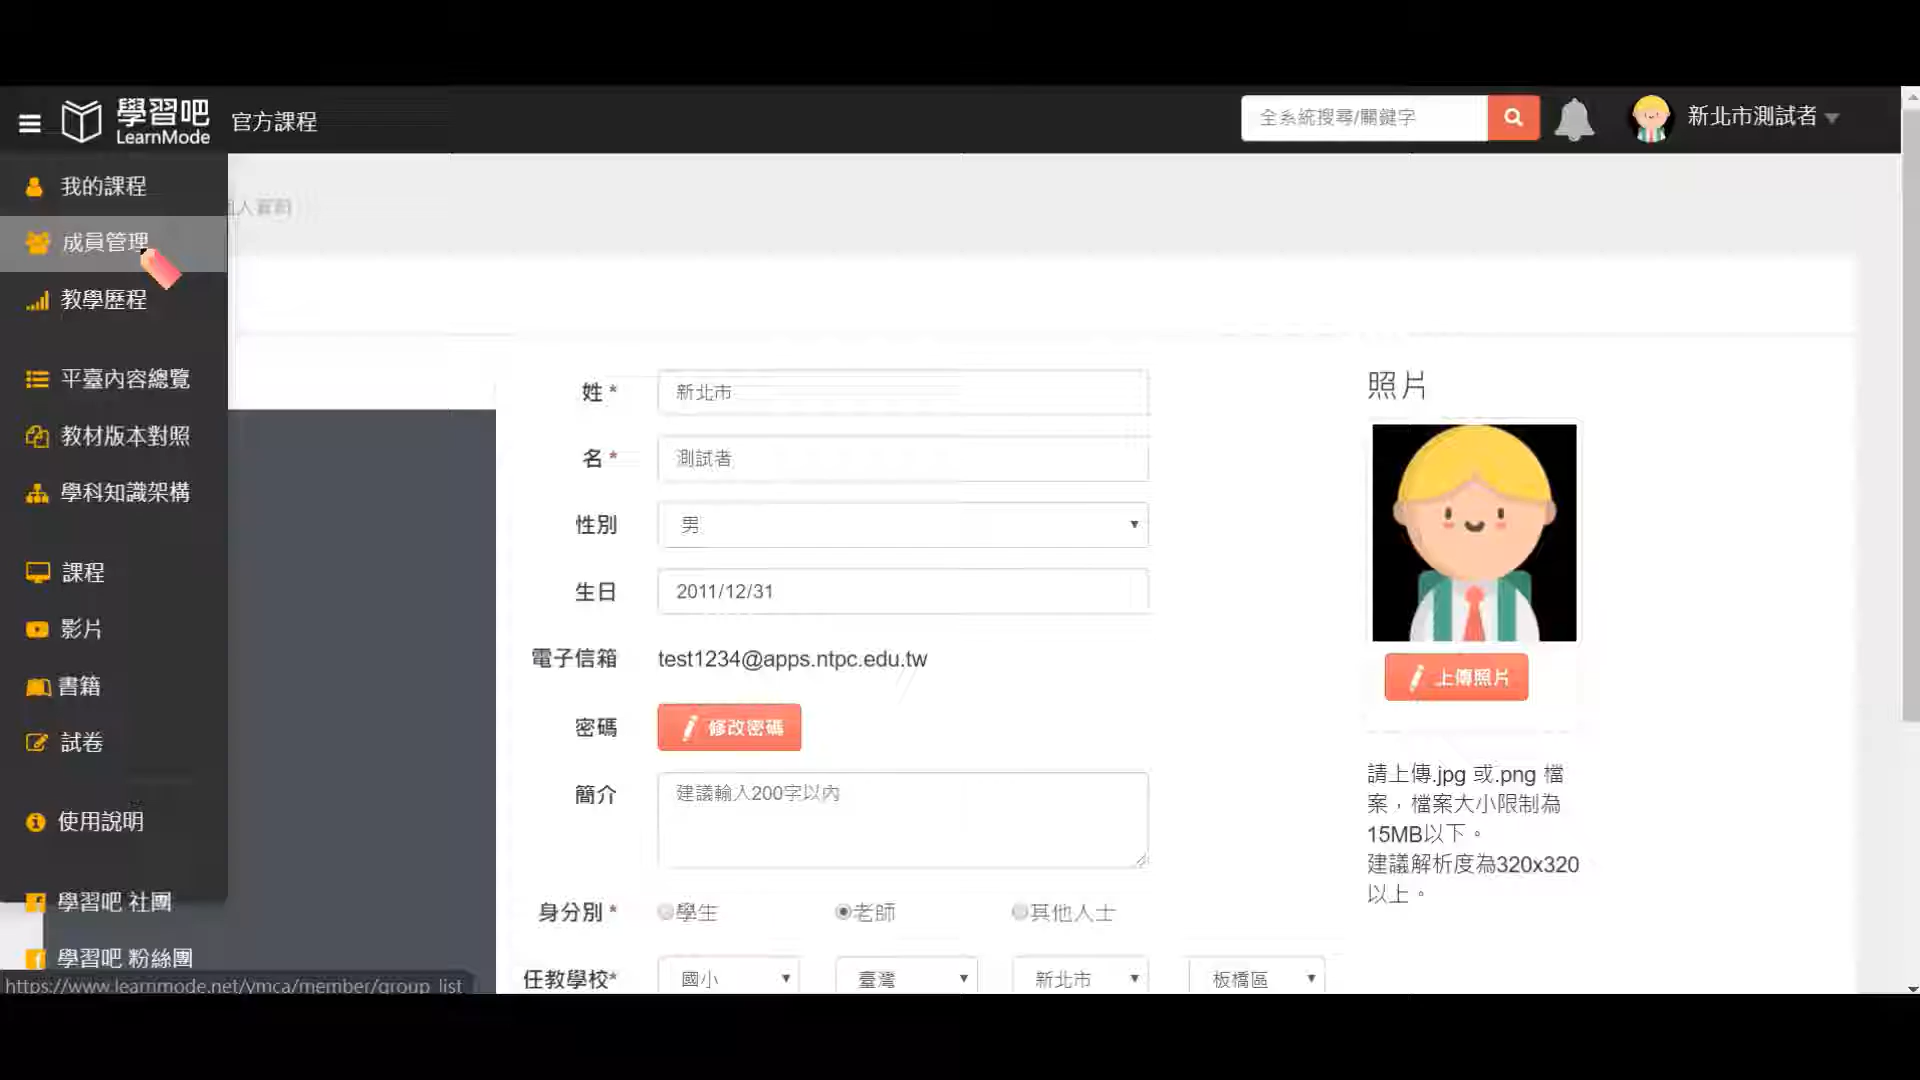 學習吧
LearnMode
官方課程
全系統搜尋/關鍵字
新北市測試者
我的課程
成員管理
教學歷程
平臺內容總覽
教材版本對照
學科知識架構
課程
影片
書籍
試卷
使用說明
學習吧 社團
學習吧 粉絲團
https://www.learnmode.net/ymca/member/group_list
人資料
姓 * 新北市
名 * 測試者
性別 男
生日 2011/12/31
電子信箱 test1234@apps.ntpc.edu.tw
密碼 修改密碼
簡介 建議輸入200字以內
身分別 * 學生 老師 其他人士
任教學校* 國小 臺灣 新北市 板橋區
照片
上傳照片
請上傳.jpg 或.png 檔
案，檔案大小限制為
15MB以下。
建議解析度為320x320
以上。